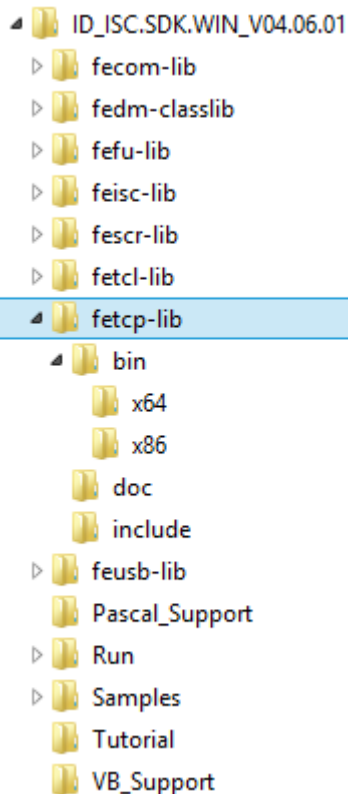 ID_ISC.SDK.WIN_V04.06.01
fecom-lib
fedm-classlib
fefu-lib
feisc-lib
fescr-lib
fetcl-lib
fetcp-lib
bin
x64
x86
doc
include
feusb-lib
Pascal_Support
Run
Samples
Tutorial
VB_Support